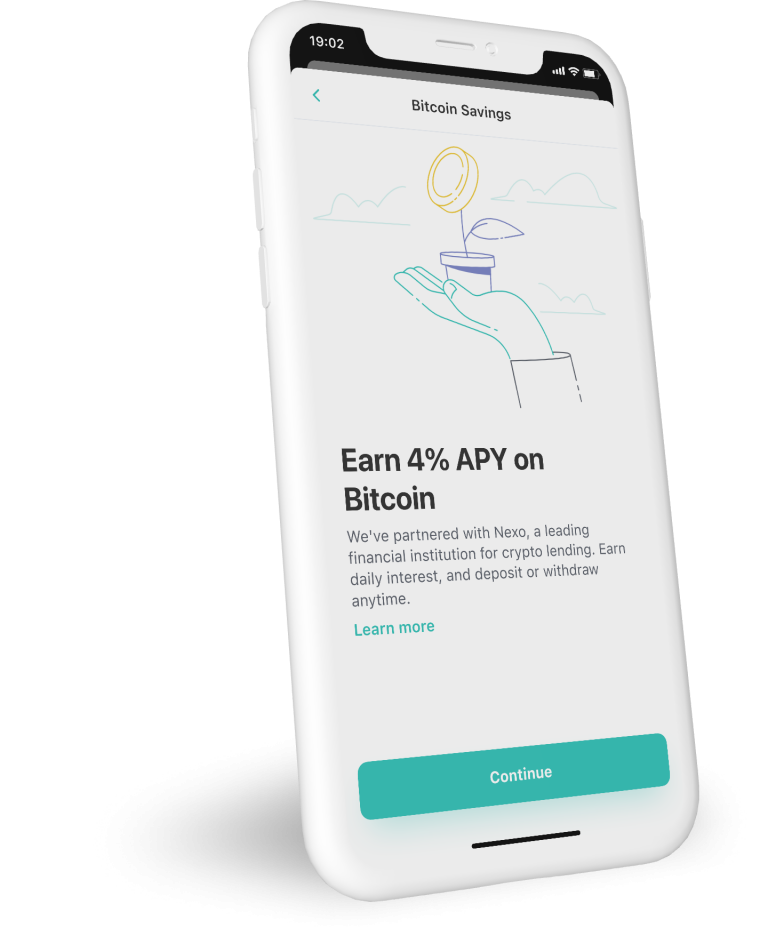 19:02
Bitcoin Savings
Earn 4% APY on
Bitcoin
We've partnered with Nexo, a leading
financial institution for crypto lending. Earn
daily interest, and deposit or withdraw
anytime.
Learn more
Continue